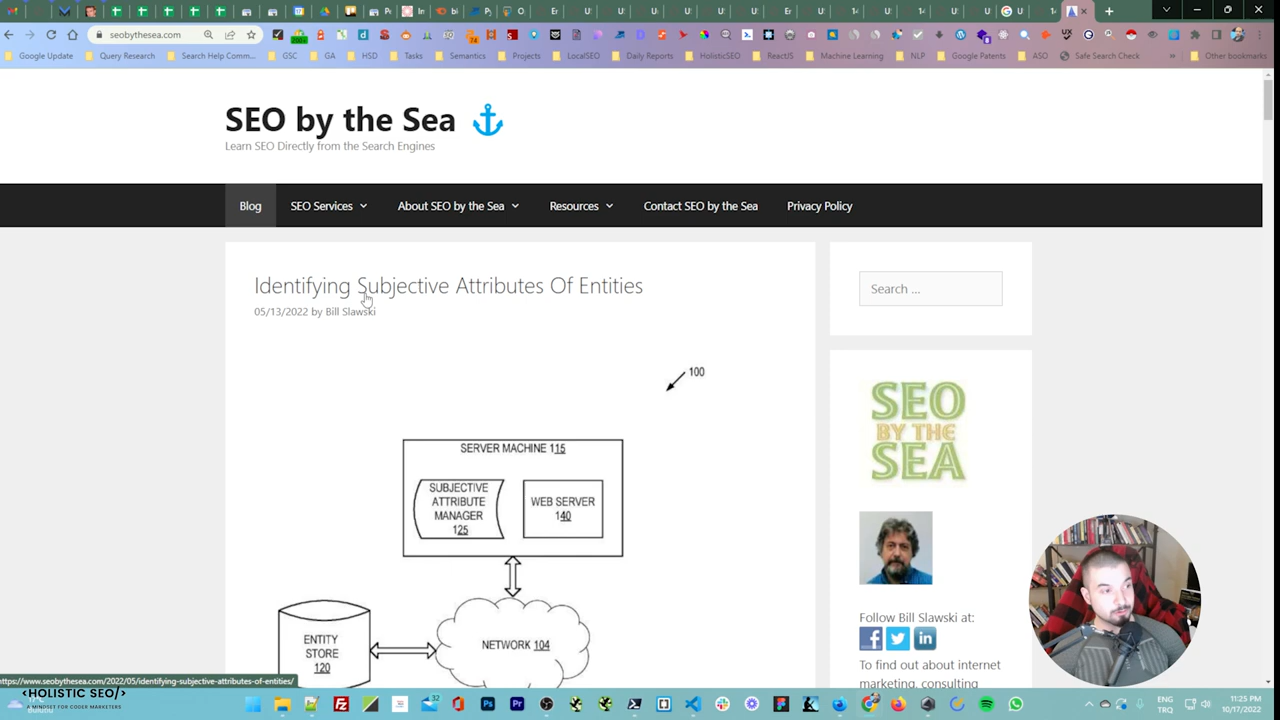 seobythesea.com
Google Update
Query Research
Search Help Comm...
GSC
GA
HSD
Tasks
Semantics
Projects
LocalSEO
Daily Reports
HolisticSEO
ReactJS
Machine Learning
NLP
Google Patents
ASO
Safe Search Check
»
Other bookmarks
SEO by the Sea
Learn SEO Directly from the Search Engines
Blog
SEO Services
About SEO by the Sea
Resources
Contact SEO by the Sea
Privacy Policy
Identifying Subjective Attributes Of Entities
05/13/2022 by Bill Slawski
Search ...
100
SERVER MACHINE 115
SUBJECTIVE
ATTRIBUTE
MANAGER
125
WEB SERVER
140
ENTITY
STORE
120
NETWORK 104
SEO
BY THE
SEA
Follow Bill Slawski at:
To find out about internet
marketing, consulting
https://www.seobythesea.com/2022/05/identifying-subjective-attributes-of-entities/
<HOLISTIC SEO/>
A MINDSET FOR CODER MARKETERS
ENG
TRQ
11:25 PM
10/17/2022